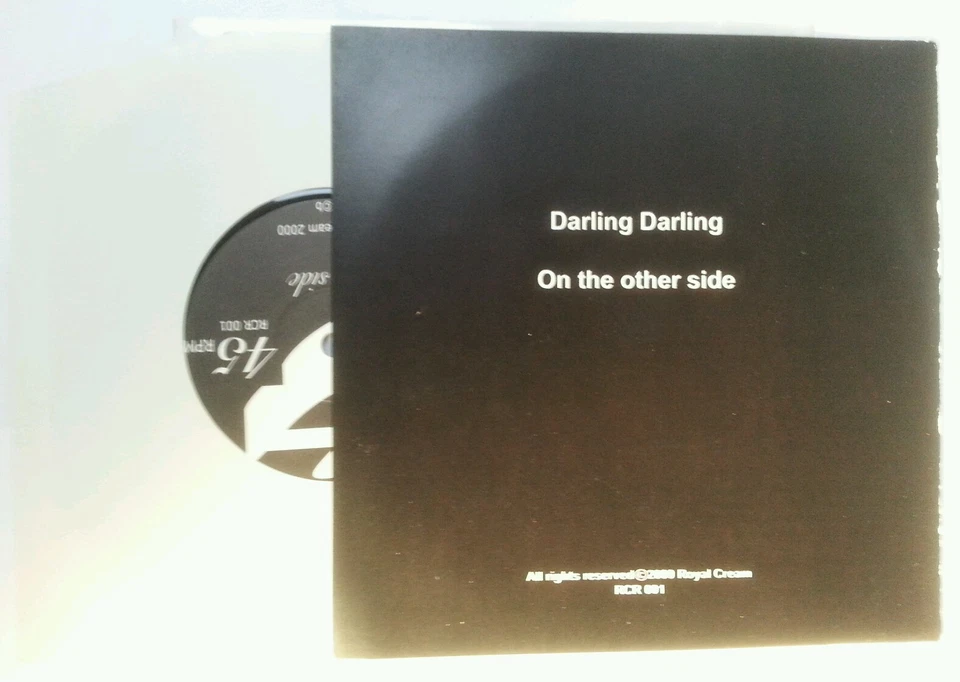 Darling Darling
On the other side
All rights reserved©2000 Royal Cream
RCR 001
45
RPM
RCR 001
-side
eam 2000